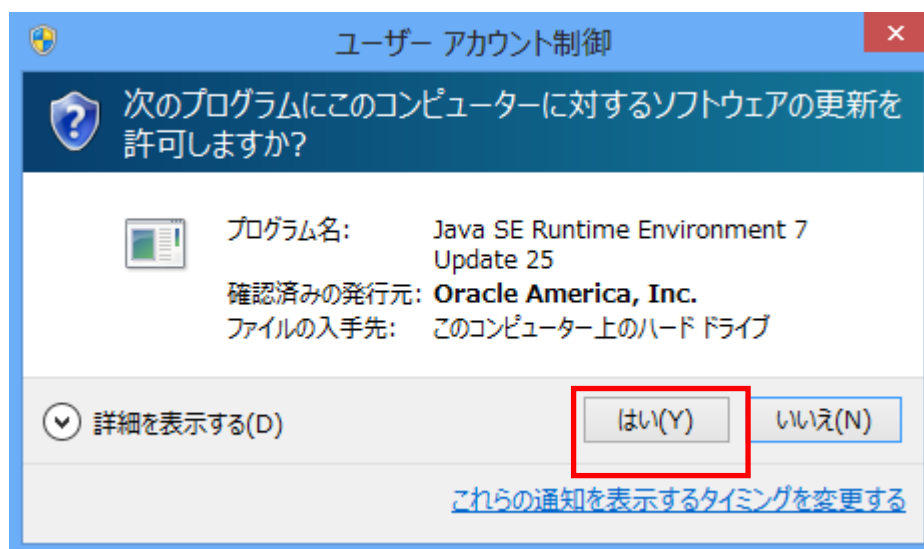 ユーザー アカウント制御
次のプログラムにこのコンピューターに対するソフトウェアの更新を
許可しますか?
プログラム名: Java SE Runtime Environment 7
Update 25
確認済みの発行元: Oracle America, Inc.
ファイルの入手先: このコンピューター上のハード ドライブ
詳細を表示する(D) はい(Y) いいえ(N)
これらの通知を表示するタイミングを変更する